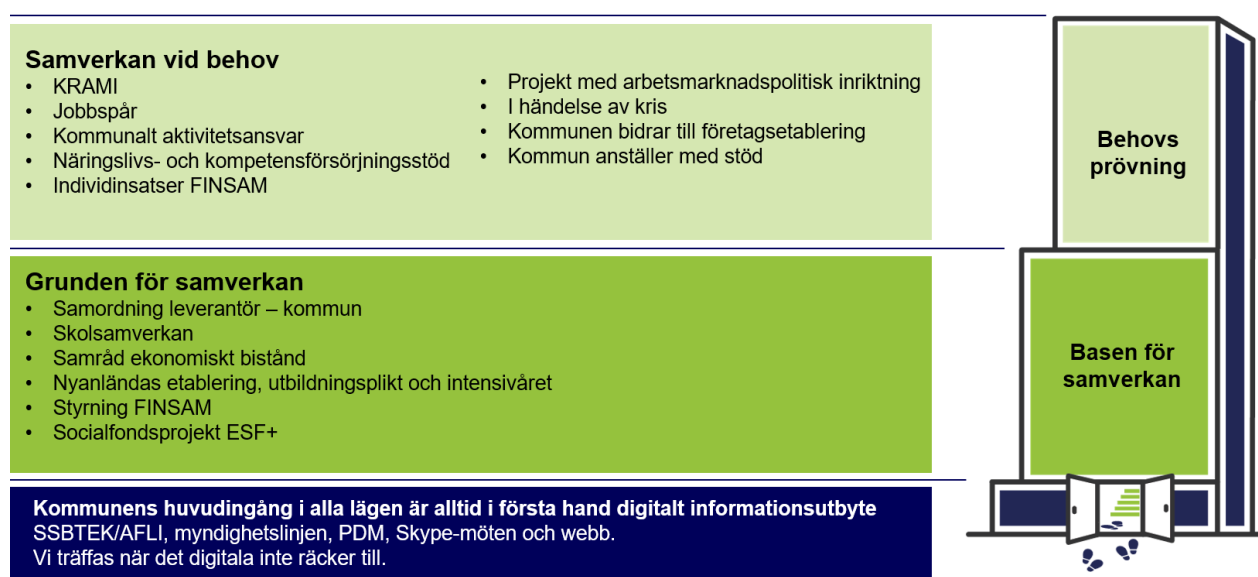 Samverkan vid behov
• KRAMI
• Jobbspår
• Kommunalt aktivitetsansvar
• Näringslivs- och kompetensförsörjningsstöd
• Individinsatser FINSAM
• Projekt med arbetsmarknadspolitisk inriktning
• I händelse av kris
• Kommunen bidrar till företagsetablering
• Kommun anställer med stöd
Behovs
prövning
Grunden för samverkan
• Samordning leverantör – kommun
• Skolsamverkan
• Samråd ekonomiskt bistånd
• Nyanländas etablering, utbildningsplikt och intensivåret
• Styrning FINSAM
• Socialfondsprojekt ESF+
Basen för
samverkan
Kommunens huvudingång i alla lägen är alltid i första hand digitalt informationsutbyte
SSBTEK/AFLI, myndighetslinjen, PDM, Skype-möten och webb.
Vi träffas när det digitala inte räcker till.